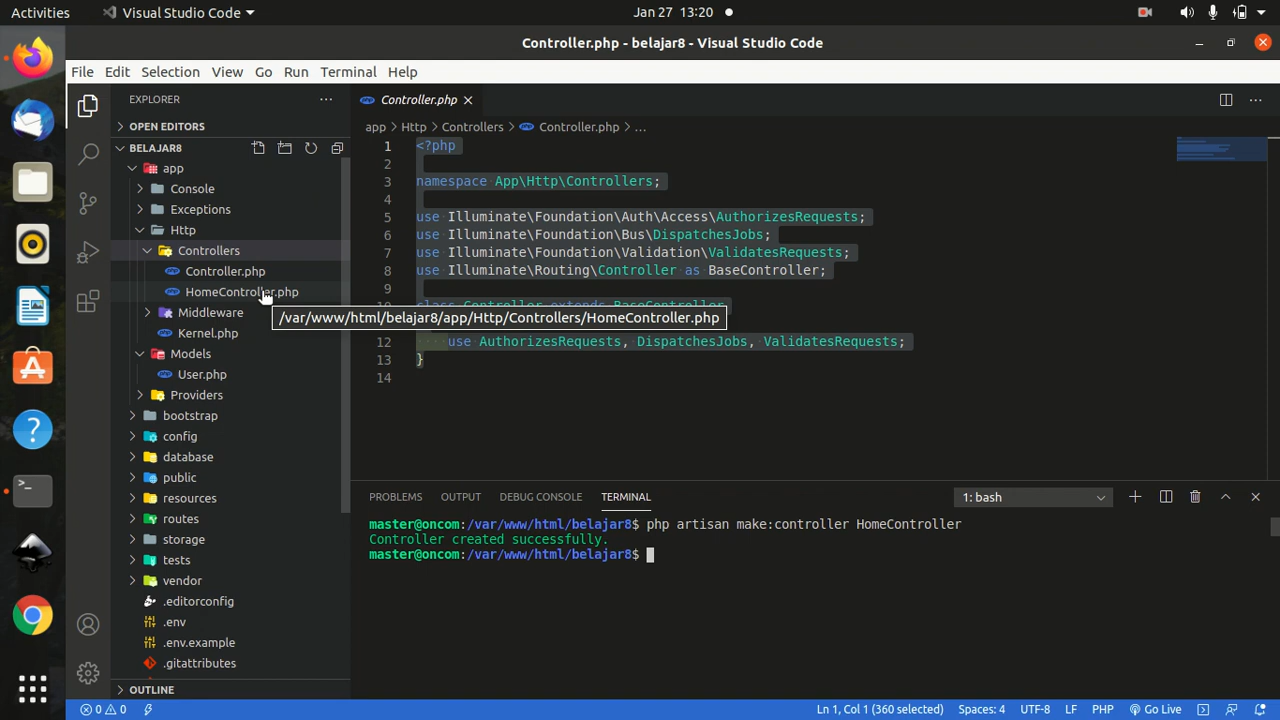 Activities
Visual Studio Code
Jan 27 13:20
Controller.php - belajar8 - Visual Studio Code
File Edit Selection View Go Run Terminal Help
EXPLORER
OPEN EDITORS
BELAJAR8
app
Console
Exceptions
Http
Controllers
Controller.php
HomeController.php
Middleware
Kernel.php
Models
User.php
Providers
bootstrap
config
database
public
resources
routes
storage
tests
vendor
.editorconfig
.env
.env.example
.gitattributes
OUTLINE
/var/www/html/belajar8/app/Http/Controllers/HomeController.php
Controller.php
app > Http > Controllers > Controller.php > ...
1 <?php
2
3 namespace App\Http\Controllers;
4
5 use Illuminate\Foundation\Auth\Access\AuthorizesRequests;
6 use Illuminate\Foundation\Bus\DispatchesJobs;
7 use Illuminate\Foundation\Validation\ValidatesRequests;
8 use Illuminate\Routing\Controller as BaseController;
9
10 class Controller extends BaseController
12 use AuthorizesRequests, DispatchesJobs, ValidatesRequests;
13 }
14
PROBLEMS OUTPUT DEBUG CONSOLE TERMINAL
1: bash
master@oncom:/var/www/html/belajar8$ php artisan make:controller HomeController
Controller created successfully.
master@oncom:/var/www/html/belajar8$
0 0
Ln 1, Col 1 (360 selected) Spaces: 4 UTF-8 LF PHP Go Live